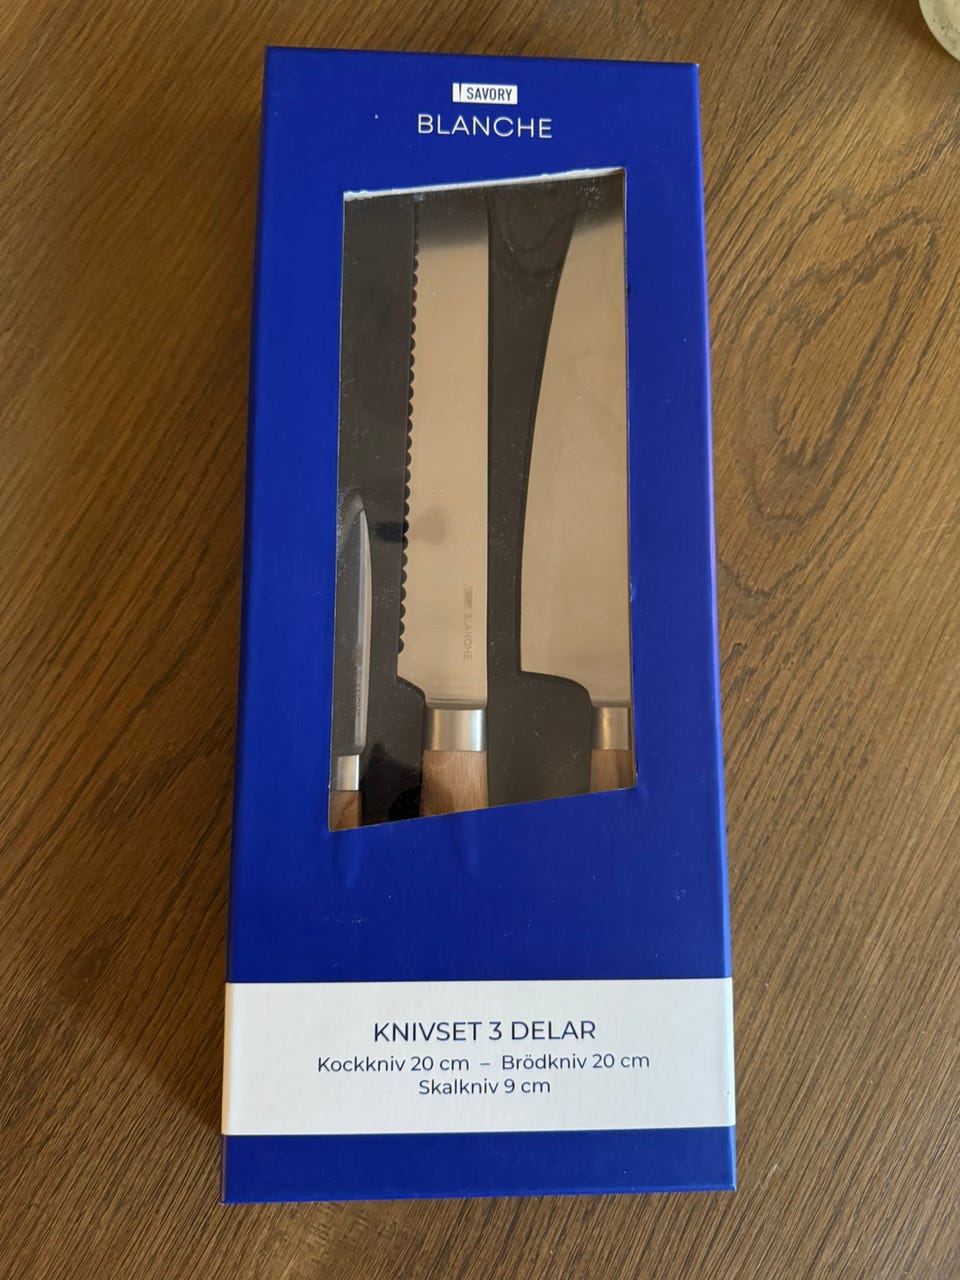 SAVORY
BLANCHE
BLANCHE
KNIVSET 3 DELAR
Kockkniv 20 cm – Brödkniv 20 cm
Skalkniv 9 cm